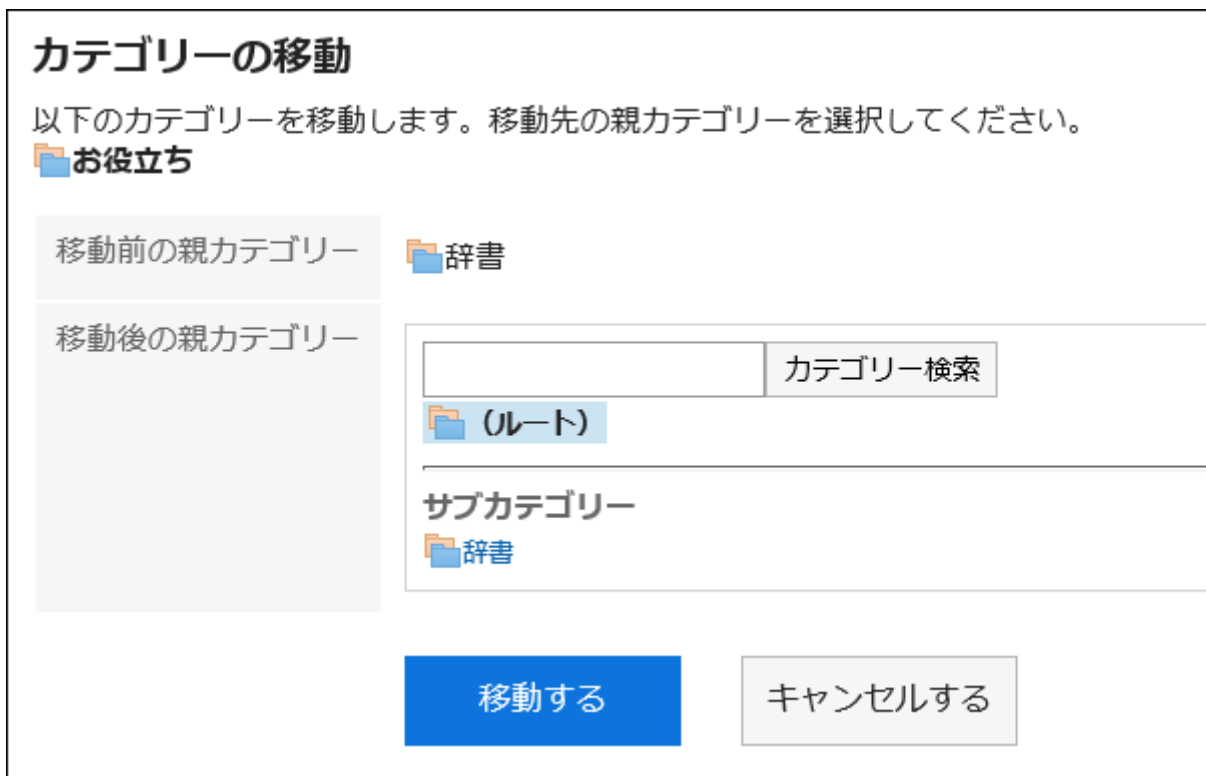 カテゴリーの移動
以下のカテゴリーを移動します。移動先の親カテゴリーを選択してください。
お役立ち
移動前の親カテゴリー
辞書
移動後の親カテゴリー
カテゴリー検索
（ルート）
サブカテゴリー
辞書
移動する
キャンセルする